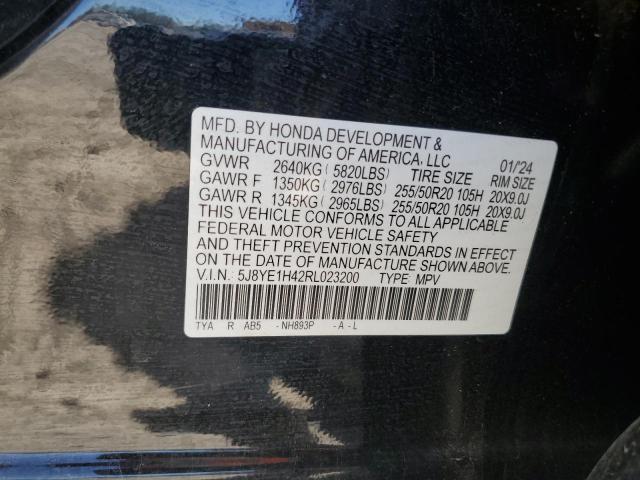 MFD. BY HONDA DEVELOPMENT &
MANUFACTURING OF AMERICA, LLC 01/24
GVWR 2640KG (5820LBS) TIRE SIZE RIM SIZE
GAWR F 1350KG (2976LBS) 255/50R20 105H 20X9.0J
GAWR R 1345KG (2965LBS) 255/50R20 105H 20X9.0J
THIS VEHICLE CONFORMS TO ALL APPLICABLE
FEDERAL MOTOR VEHICLE SAFETY
AND THEFT PREVENTION STANDARDS IN EFFECT
ON THE DATE OF MANUFACTURE SHOWN ABOVE.
V.I.N.: 5J8YE1H42RL023200 TYPE: MPV
TYA R AB5 -NH893P -A-L